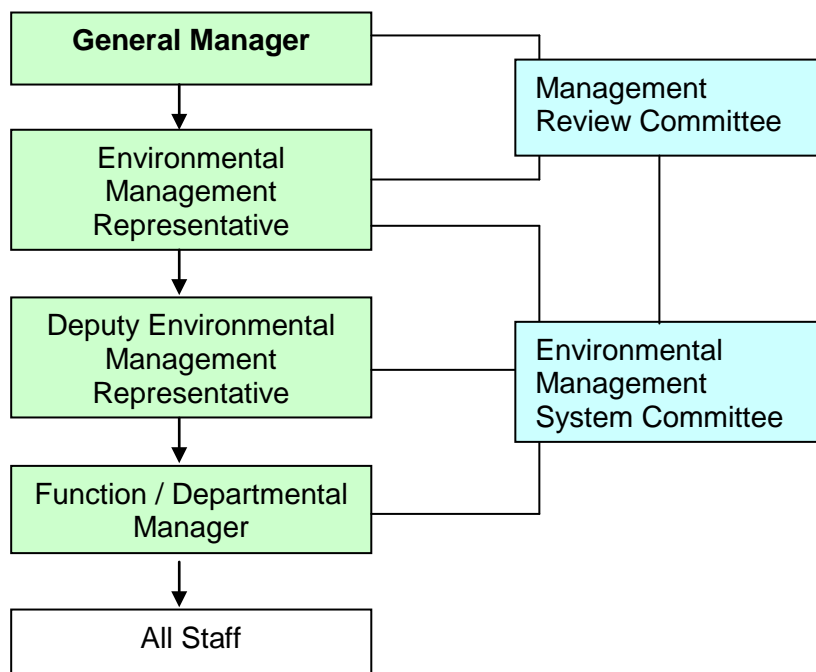 General Manager
Management
Review Committee
Environmental
Management
Representative
Deputy Environmental
Management
Representative
Environmental
Management
System Committee
Function / Departmental
Manager
All Staff